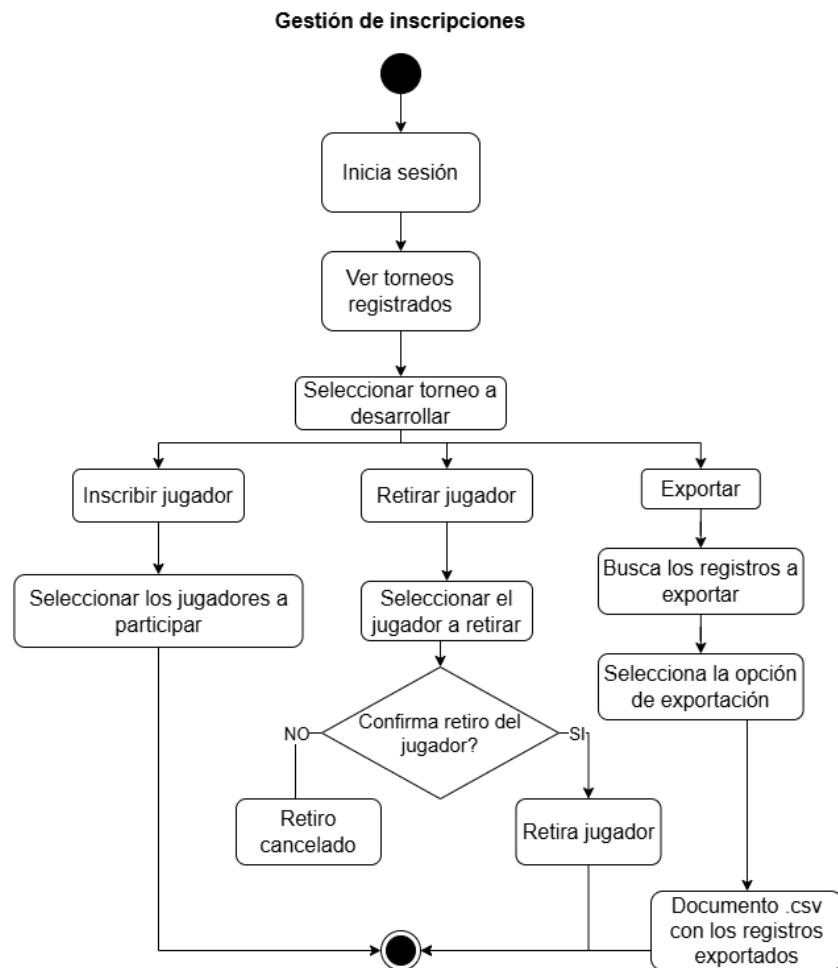 Gestión de inscripciones
Inicia sesión
Ver torneos
registrados
Seleccionar torneo a
desarrollar
Inscribir jugador
Retirar jugador
Exportar
Seleccionar los jugadores a
participar
Seleccionar el
jugador a retirar
Busca los registros a
exportar
Selecciona la opción
de exportación
Confirma retiro del
jugador?
NO
SI
Retiro
cancelado
Retira jugador
Documento .csv
con los registros
exportados